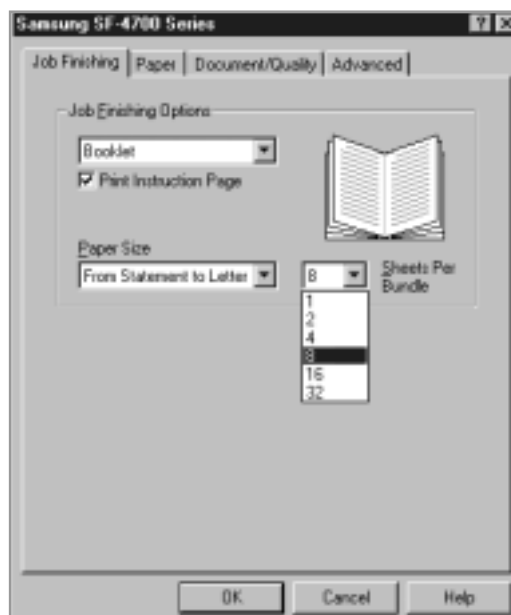 Samsung SF-4700 Series
Job Finishing Paper Document/Quality Advanced
Job Finishing Options
Booklet
Print Instruction Page
Paper Size
From Statement to Letter 8 Sheets Per
Bundle
1
2
4
8
16
32
OK Cancel Help